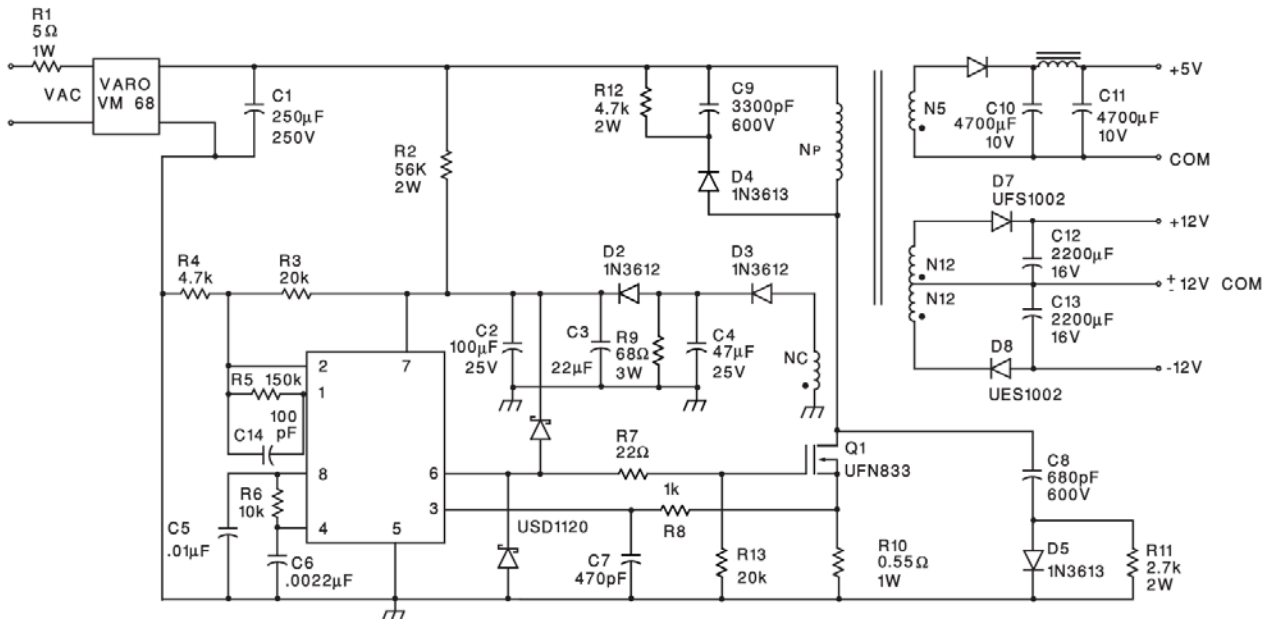 R1
5Ω
1W
VAC
VARO
VM 68
C1
250µF
250V
R2
56K
2W
R12
4.7k
2W
C9
3300pF
600V
D4
1N3613
NP
N5
C10
4700µF
10V
C11
4700µF
10V
+5V
COM
D7
UFS1002
+12V
N12
N12
C12
2200µF
16V
±12V COM
C13
2200µF
16V
D8
UES1002
-12V
R4
4.7k
R3
20k
D2
1N3612
D3
1N3612
C2
100µF
25V
C3
22µF
R9
68Ω
3W
C4
47µF
25V
NC
2
7
R5 150k
1
100
pF
C14
8
R6
10k
4
5
6
3
C5
.01µF
C6
.0022µF
USD1120
R7
22Ω
1k
R8
C7
470pF
R13
20k
Q1
UFN833
R10
0.55Ω
1W
C8
680pF
600V
D5
1N3613
R11
2.7k
2W